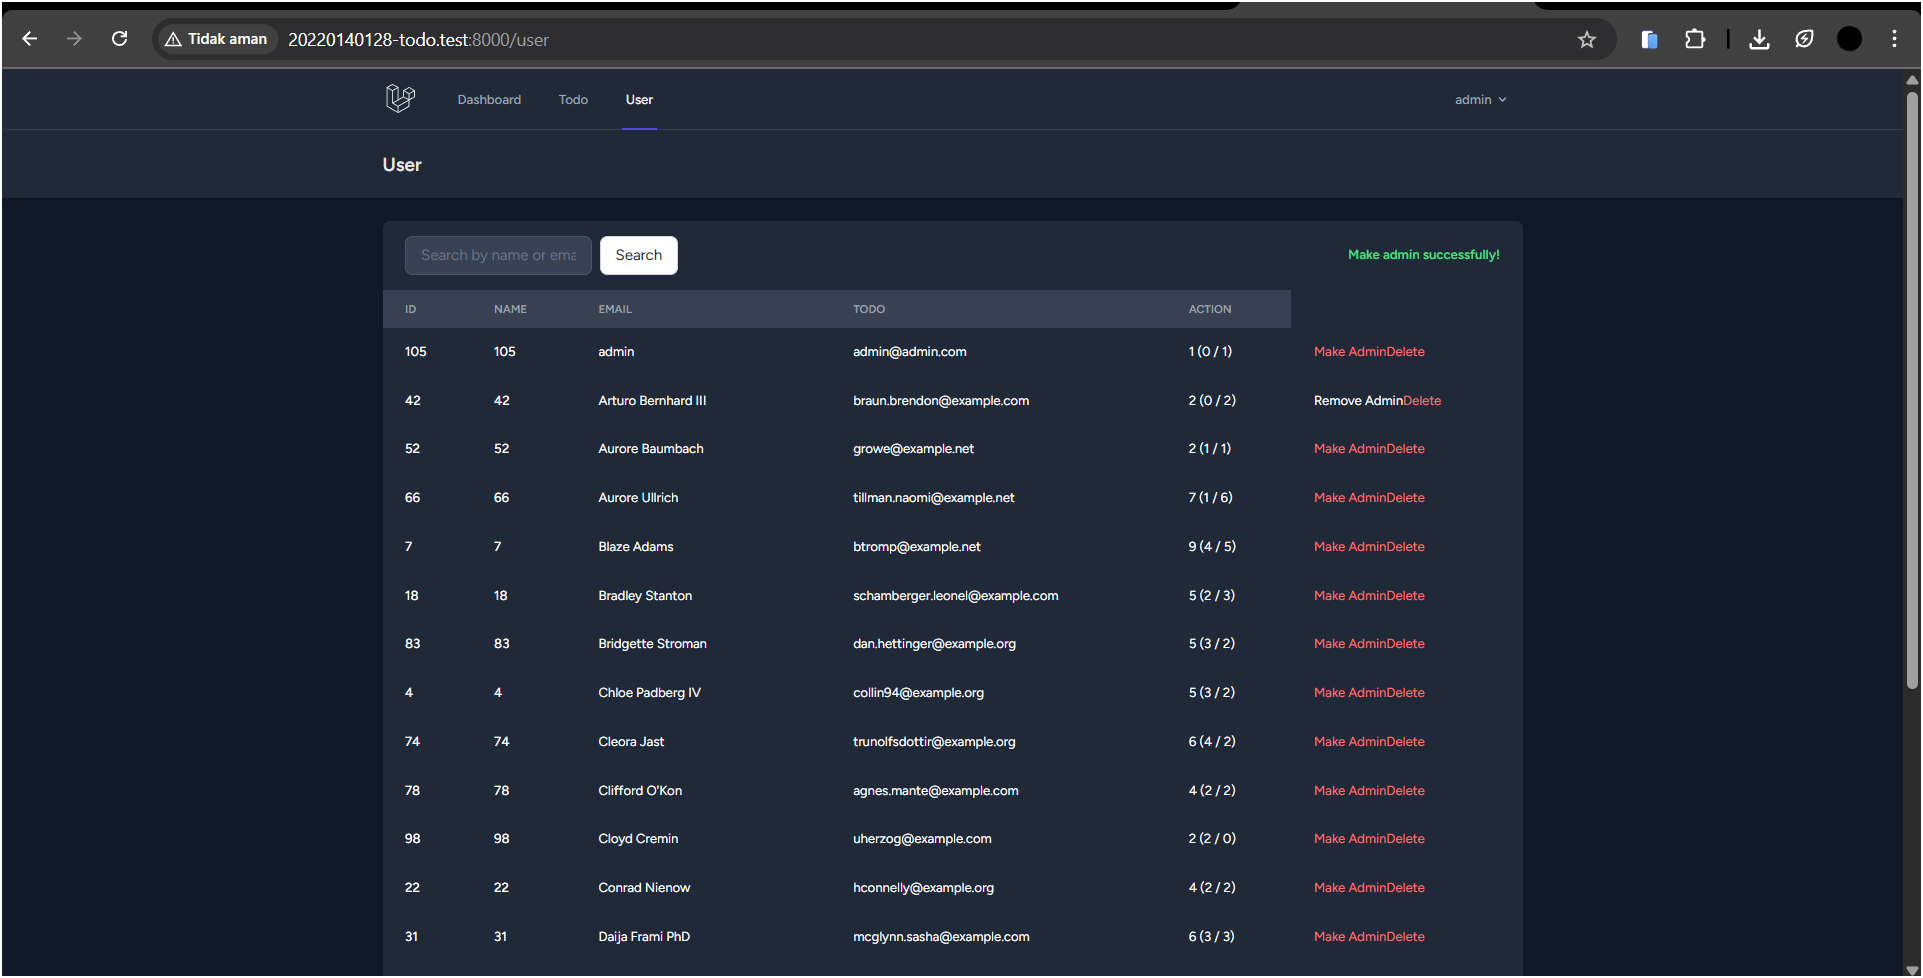 Tidak aman 20220140128-todo.test:8000/user
Dashboard Todo User admin
User
Search by name or ema Search Make admin successfully!
ID NAME EMAIL TODO ACTION
105 105 admin admin@admin.com 1 (0 / 1) Make AdminDelete
42 42 Arturo Bernhard III braun.brendon@example.com 2 (0 / 2) Remove AdminDelete
52 52 Aurore Baumbach growe@example.net 2 (1 / 1) Make AdminDelete
66 66 Aurore Ullrich tillman.naomi@example.net 7 (1 / 6) Make AdminDelete
7 7 Blaze Adams btromp@example.net 9 (4 / 5) Make AdminDelete
18 18 Bradley Stanton schamberger.leonel@example.com 5 (2 / 3) Make AdminDelete
83 83 Bridgette Stroman dan.hettinger@example.org 5 (3 / 2) Make AdminDelete
4 4 Chloe Padberg IV collin94@example.org 5 (3 / 2) Make AdminDelete
74 74 Cleora Jast trunolfsdottir@example.org 6 (4 / 2) Make AdminDelete
78 78 Clifford O'Kon agnes.mante@example.com 4 (2 / 2) Make AdminDelete
98 98 Cloyd Cremin uherzog@example.com 2 (2 / 0) Make AdminDelete
22 22 Conrad Nienow hconnelly@example.org 4 (2 / 2) Make AdminDelete
31 31 Daija Frami PhD mcglynn.sasha@example.com 6 (3 / 3) Make AdminDelete